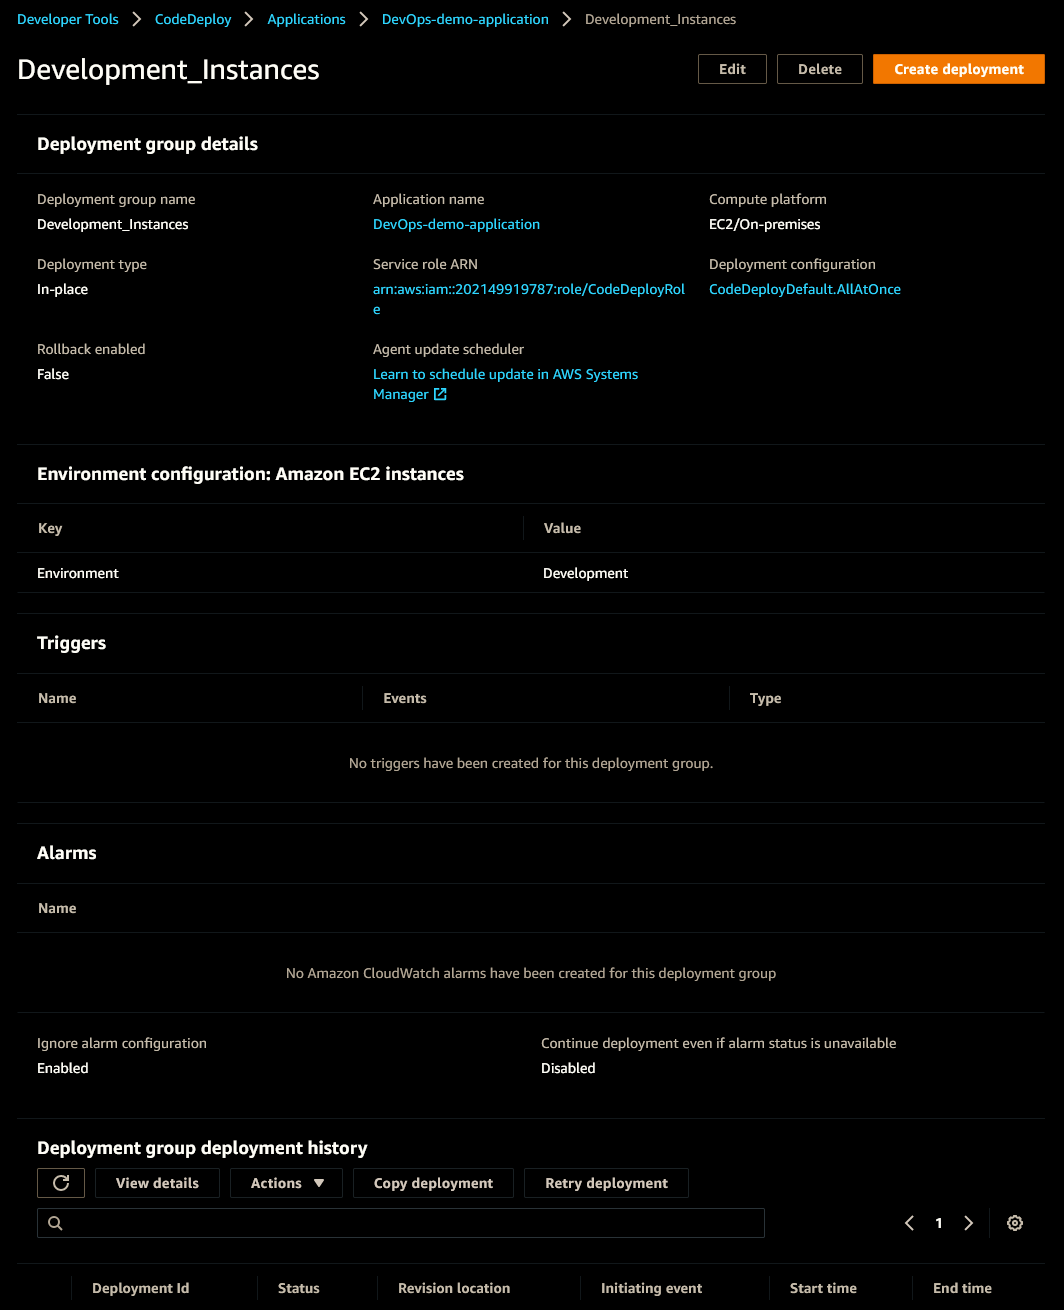 Developer Tools > CodeDeploy > Applications > DevOps-demo-application > Development_Instances
Development_Instances
Edit Delete Create deployment
Deployment group details
Deployment group name Application name Compute platform
Development_Instances DevOps-demo-application EC2/On-premises
Deployment type Service role ARN Deployment configuration
In-place arn:aws:iam::202149919787:role/CodeDeployRol CodeDeployDefault.AllAtOnce
e
Rollback enabled Agent update scheduler
False Learn to schedule update in AWS Systems
Manager
Environment configuration: Amazon EC2 instances
Key Value
Environment Development
Triggers
Name Events Type
No triggers have been created for this deployment group.
Alarms
Name
No Amazon CloudWatch alarms have been created for this deployment group
Ignore alarm configuration Continue deployment even if alarm status is unavailable
Enabled Disabled
Deployment group deployment history
View details Actions Copy deployment Retry deployment
1
Deployment Id Status Revision location Initiating event Start time End time